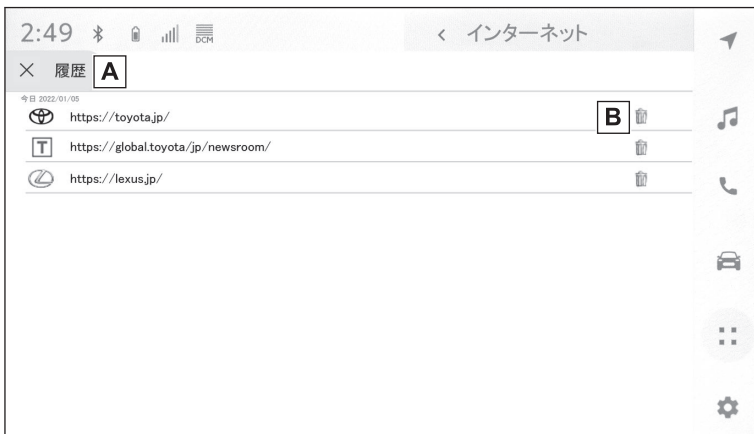 2:49 DCM < インターネット
× 履歴 A
今日 2022/01/05
https://toyota.jp/ B
T https://global.toyota/jp/newsroom/
https://lexus.jp/